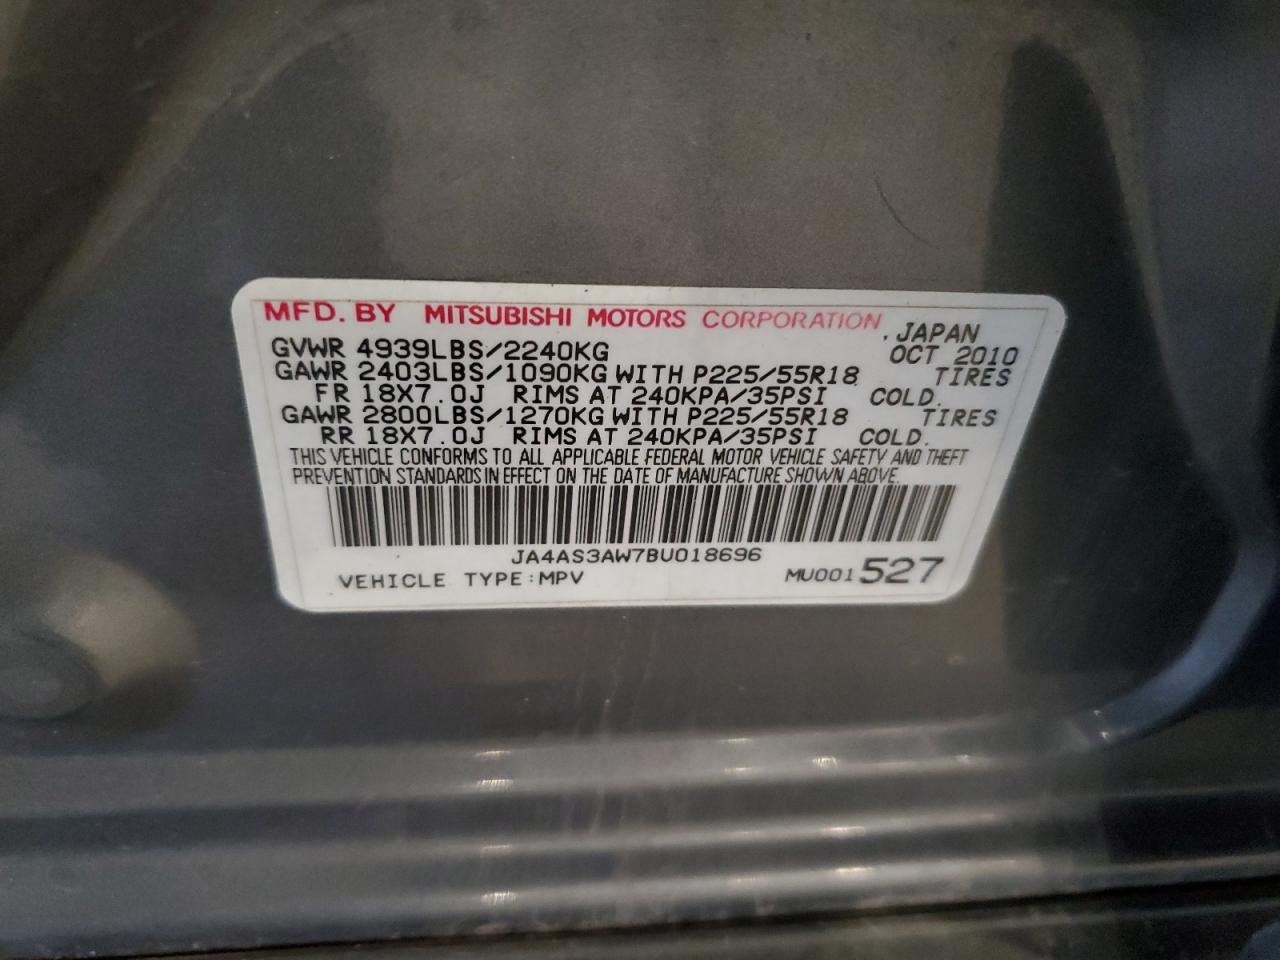 MFD. BY MITSUBISHI MOTORS CORPORATION
, JAPAN
GVWR 4939LBS/2240KG OCT 2010
GAWR 2403LBS/1090KG WITH P225/55R18 TIRES
FR 18X7.0J RIMS AT 240KPA/35PSI COLD.
GAWR 2800LBS/1270KG WITH P225/55R18 TIRES
RR 18X7.0J RIMS AT 240KPA/35PSI COLD.
THIS VEHICLE CONFORMS TO ALL APPLICABLE FEDERAL MOTOR VEHICLE SAFETY AND THEFT
PREVENTION STANDARDS IN EFFECT ON THE DATE OF MANUFACTURE SHOWN ABOVE.
JA4AS3AW7BU018696
VEHICLE TYPE:MPV MU001527